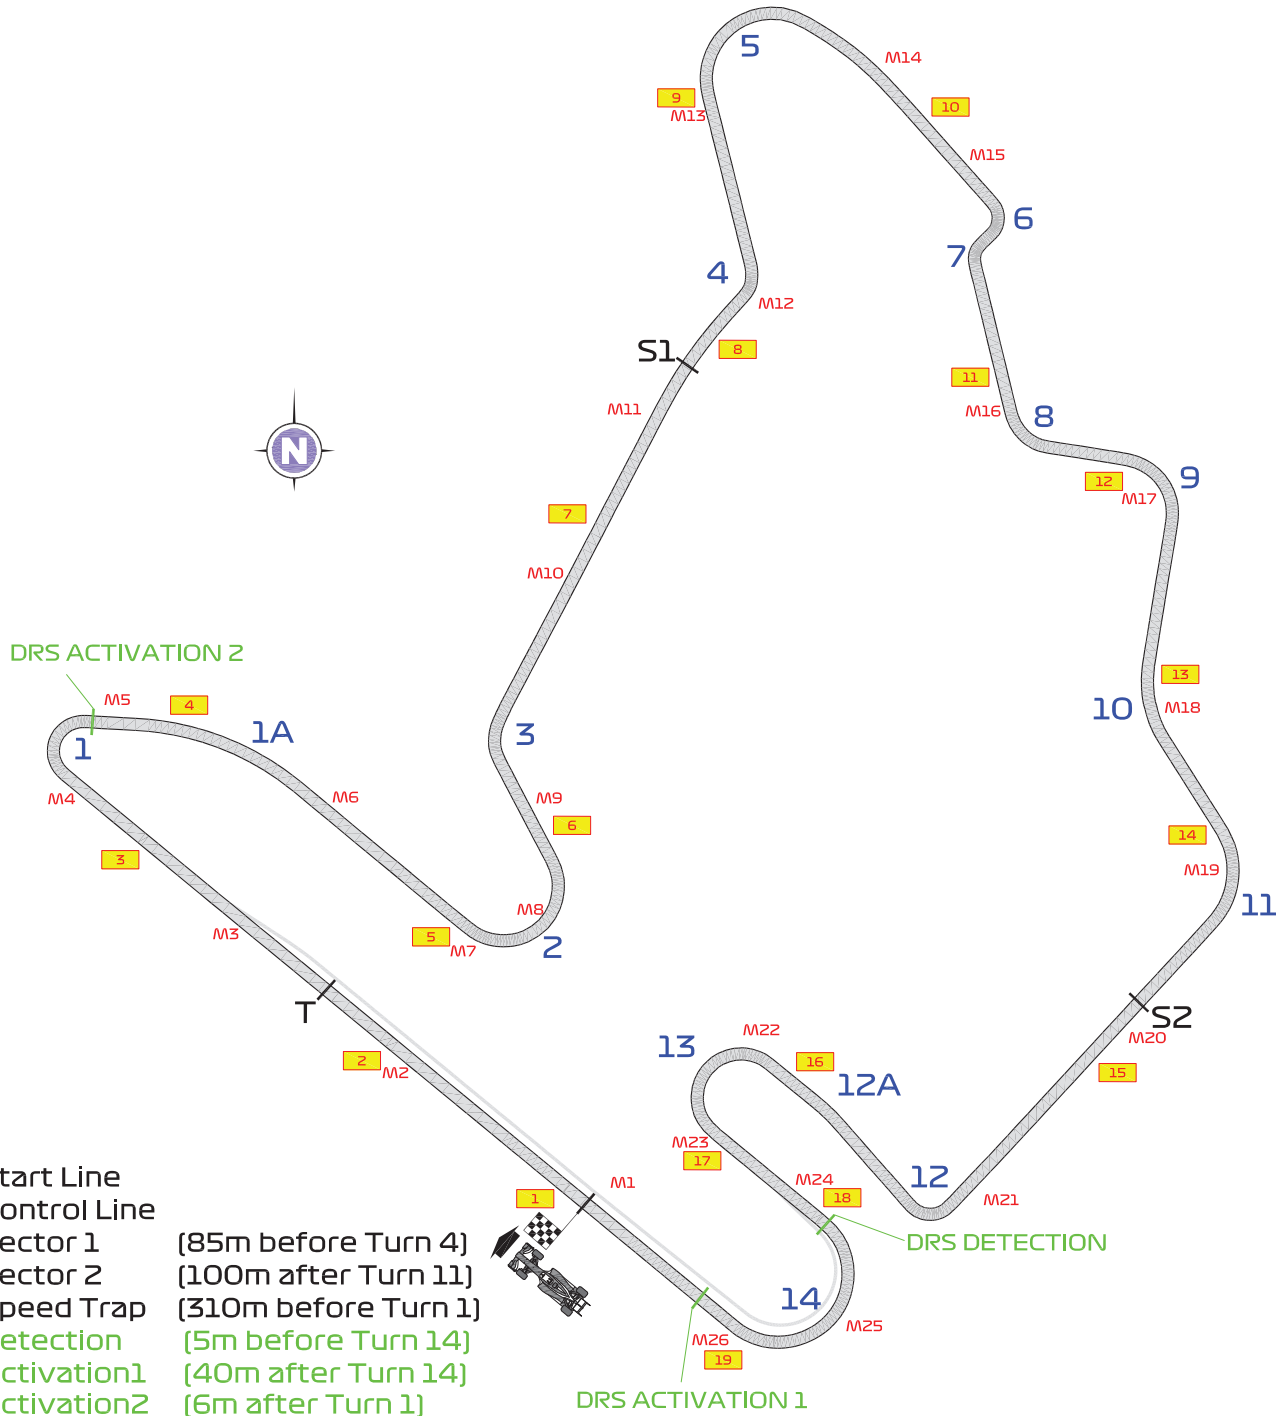 5
M14
9
10
M13
M15
6
7
4
M12
S1
8
11
M11
M16
8
N
9
12
M17
7
M10
DRS ACTIVATION 2
13
M5
4
10
M18
1A
3
1
M6
M9
M4
6
14
3
M19
M8
11
M3
5
M7
2
T
S2
M22
M20
13
16
2
M2
12A
15
M23
17
tart Line
M24
12
M1
1
18
M21
ontrol Line
ector 1 (85m before Turn 4)
DRS DETECTION
ector 2 (100m after Turn 11)
14
peed Trap (310m before Turn 1)
M25
etection (5m before Turn 14)
M26
19
ctivation1 (40m after Turn 14)
DRS ACTIVATION 1
ctivation2 (6m after Turn 1)